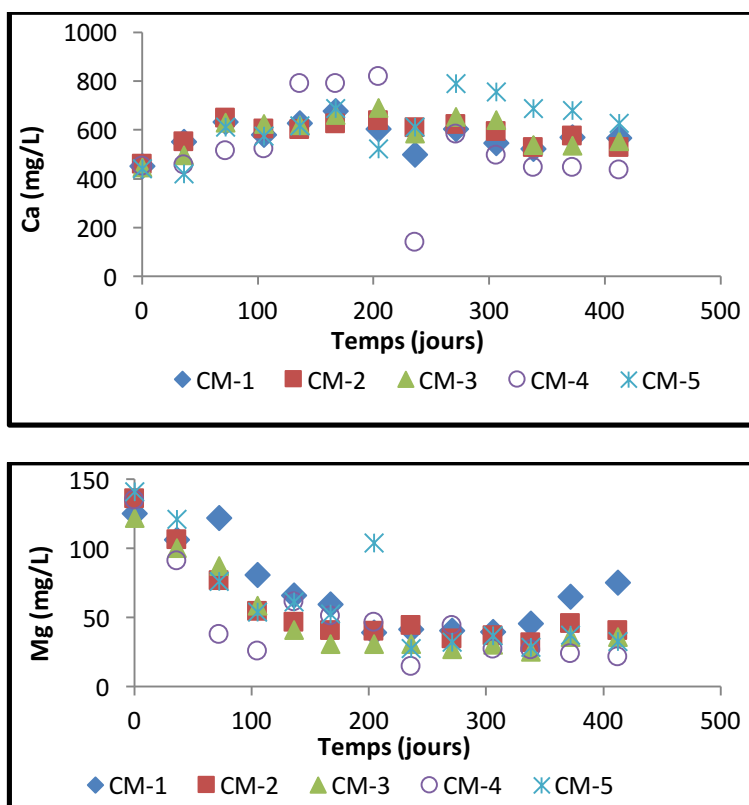 1000
800
600
400
200
0
Ca (mg/L)
0 100 200 300 400 500
Temps (jours)
CM-1 CM-2 CM-3 CM-4 CM-5
150
100
50
0
Mg (mg/L)
0 100 200 300 400 500
Temps (jours)
CM-1 CM-2 CM-3 CM-4 CM-5